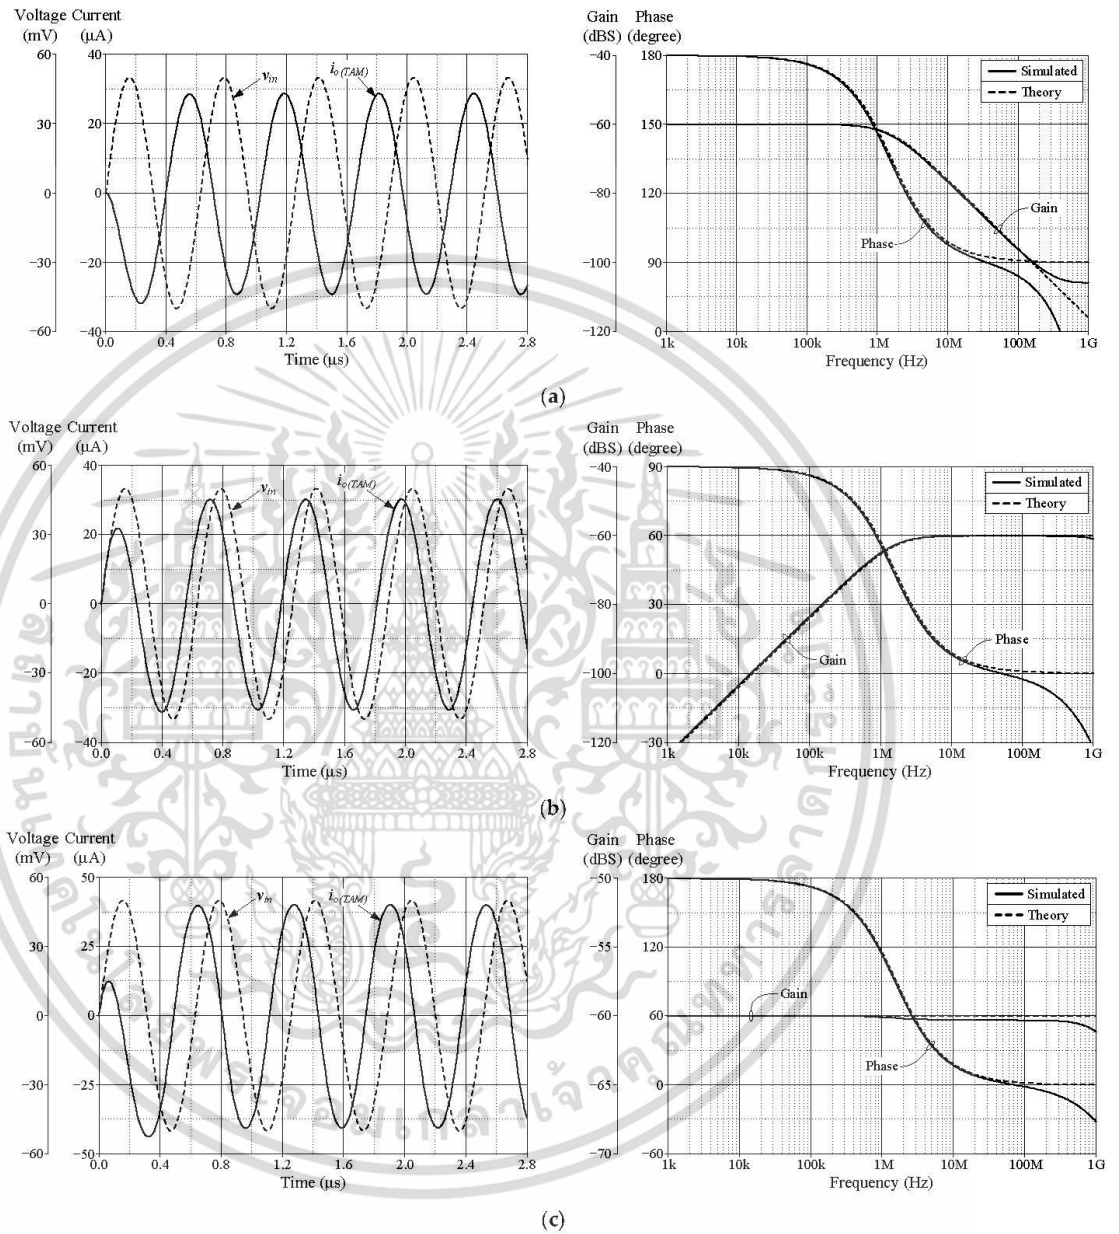 Voltage Current
(mV) (μA)
60 40
30 20
0 0
−30 −20
−60 −40
v_in
i_o(TAM)
0.0 0.4 0.8 1.2 1.6 2.0 2.4 2.8
Time (μs)
Gain Phase
(dBS) (degree)
−40 180
−60 150
−80 120
−100 90
−120 0
Simulated
Theory
Gain
Phase
1k 10k 100k 1M 10M 100M 1G
Frequency (Hz)
(a)
Voltage Current
(mV) (μA)
60 40
30 20
0 0
−30 −20
−60 −40
v_in
i_o(TAM)
0.0 0.4 0.8 1.2 1.6 2.0 2.4 2.8
Time (μs)
Gain Phase
(dBS) (degree)
−40 90
−60 60
−80 30
−100 0
−120 −30
Simulated
Theory
Phase
Gain
1k 10k 100k 1M 10M 100M 1G
Frequency (Hz)
(b)
Voltage Current
(mV) (μA)
60 50
30 25
0 0
−30 −25
−60 −50
v_in
i_o(TAM)
0.0 0.4 0.8 1.2 1.6 2.0 2.4 2.8
Time (μs)
Gain Phase
(dBS) (degree)
−50 180
−55 120
−60 60
−65 0
−70 −60
Simulated
Theory
Gain
Phase
1k 10k 100k 1M 10M 100M 1G
Frequency (Hz)
(c)